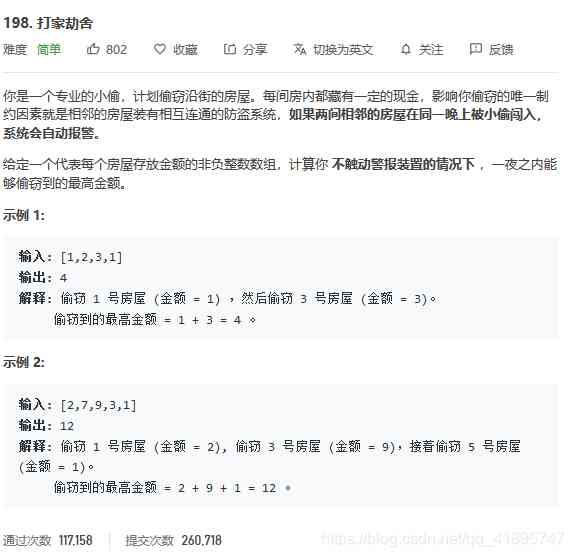 198. 打家劫舍
难度 简单 802 收藏 分享 切换为英文 关注 反馈
你是一个专业的小偷，计划偷窃沿街的房屋。每间房内都藏有一定的现金，影响你偷窃的唯一制
约因素就是相邻的房屋装有相互连通的防盗系统，如果两间相邻的房屋在同一晚上被小偷闯入，
系统会自动报警。
给定一个代表每个房屋存放金额的非负整数数组，计算你 不触动警报装置的情况下 ，一夜之内能
够偷窃到的最高金额。
示例 1:
输入: [1,2,3,1]
输出: 4
解释: 偷窃 1 号房屋 (金额 = 1) ，然后偷窃 3 号房屋 (金额 = 3)。
偷窃到的最高金额 = 1 + 3 = 4 。
示例 2:
输入: [2,7,9,3,1]
输出: 12
解释: 偷窃 1 号房屋 (金额 = 2), 偷窃 3 号房屋 (金额 = 9)，接着偷窃 5 号房屋
(金额 = 1)。
偷窃到的最高金额 = 2 + 9 + 1 = 12 。
通过次数 117,158 提交次数 260,718
https://blog.csdn.net/qq_41895747